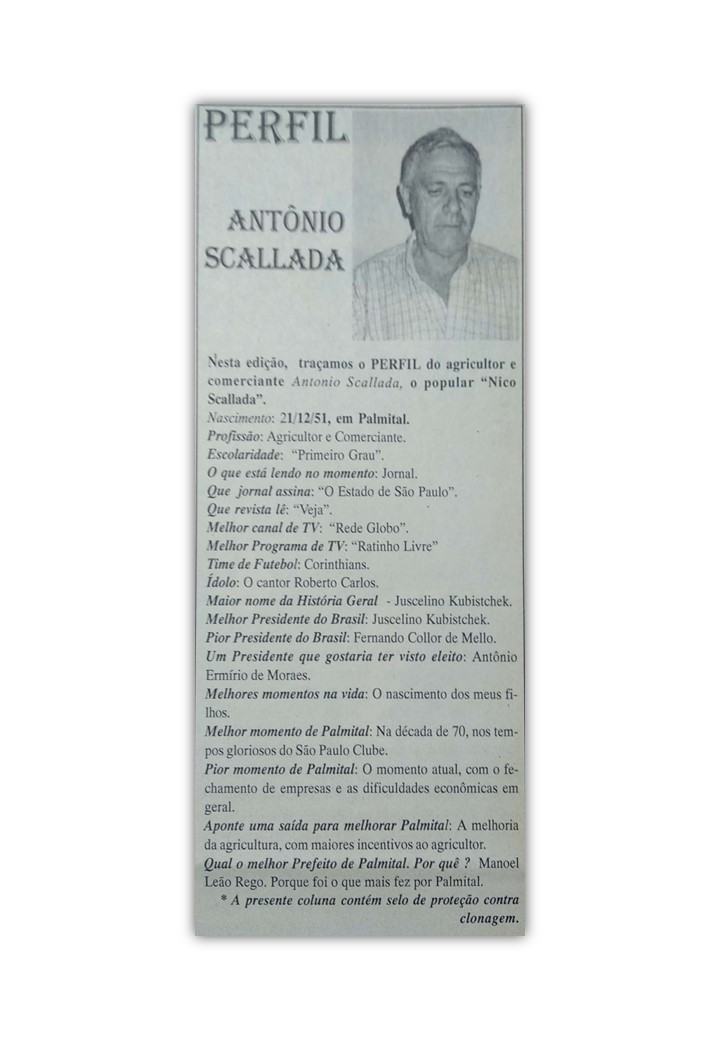 PERFIL
ANTÔNIO
SCALLADA
Nesta edição, traçamos o PERFIL do agricultor e
comerciante Antonio Scallada, o popular “Nico
Scallada”.
Nascimento: 21/12/51, em Palmital.
Profissão: Agricultor e Comerciante.
Escolaridade: “Primeiro Grau”.
O que está lendo no momento: Jornal.
Que jornal assina: “O Estado de São Paulo”.
Que revista lê: “Veja”.
Melhor canal de TV: “Rede Globo”.
Melhor Programa de TV: “Ratinho Livre”
Time de Futebol: Corinthians.
Ídolo: O cantor Roberto Carlos.
Maior nome da História Geral - Juscelino Kubistchek.
Melhor Presidente do Brasil: Juscelino Kubistchek.
Pior Presidente do Brasil: Fernando Collor de Mello.
Um Presidente que gostaria ter visto eleito: Antônio
Ermírio de Moraes.
Melhores momentos na vida: O nascimento dos meus fi-
lhos.
Melhor momento de Palmital: Na década de 70, nos tem-
pos gloriosos do São Paulo Clube.
Pior momento de Palmital: O momento atual, com o fe-
chamento de empresas e as dificuldades econômicas em
geral.
Aponte uma saída para melhorar Palmital: A melhoria
da agricultura, com maiores incentivos ao agricultor.
Qual o melhor Prefeito de Palmital. Por quê ? Manoel
Leão Rego. Porque foi o que mais fez por Palmital.
* A presente coluna contém selo de proteção contra
clonagem.